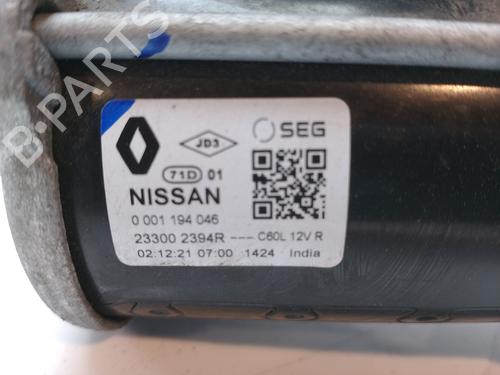 B-PARTS
JD3
SEG
71D 01
NISSAN
0 001 194 046
23300 2394R --- C60L 12V R
02.12.21 07:00 1424 - India